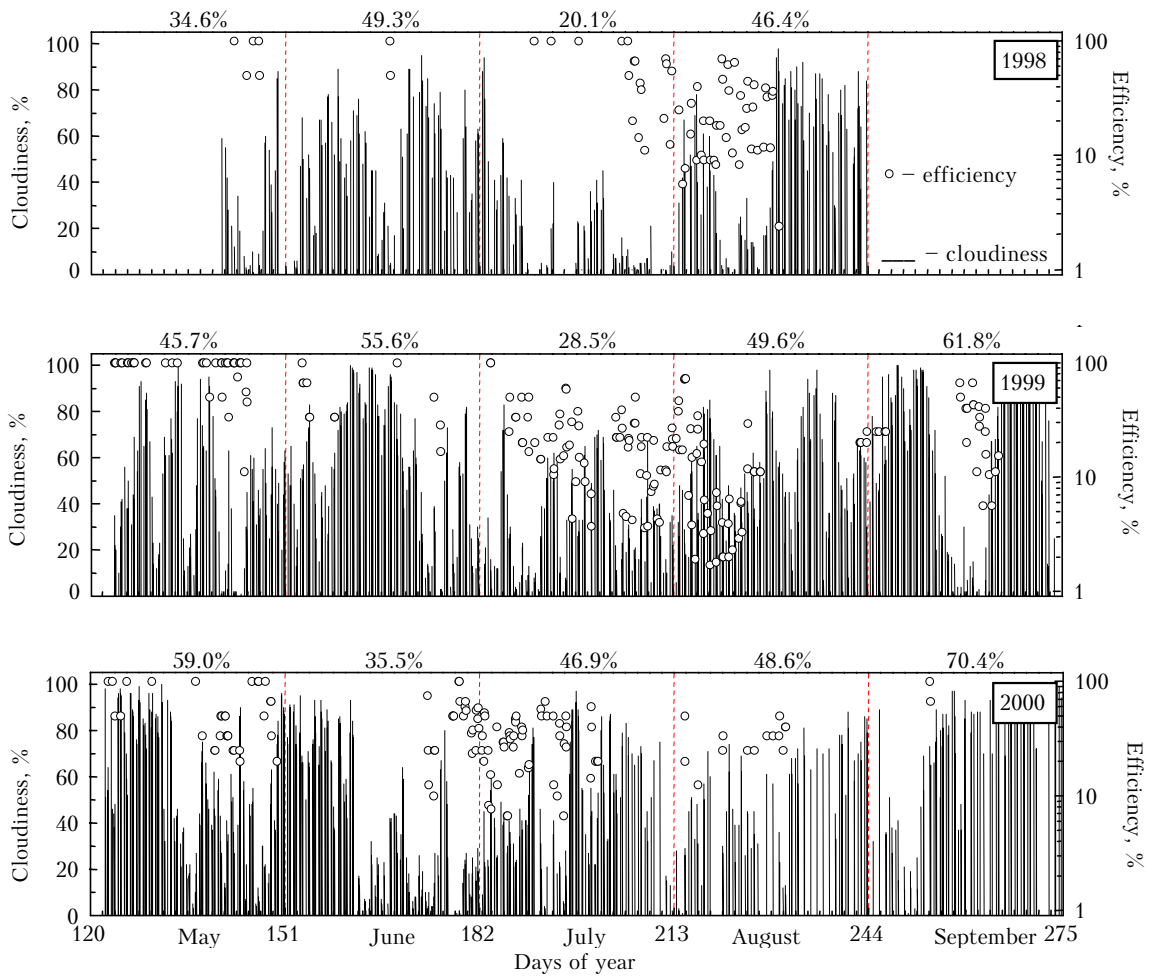 34.6% 49.3% 20.1% 46.4%
100 80 60 40 20 0
Cloudiness, %
1998
100 10 1
Efficiency, %
– efficiency
– cloudiness
45.7% 55.6% 28.5% 49.6% 61.8%
100 80 60 40 20 0
Cloudiness, %
1999
100 10 1
Efficiency, %
59.0% 35.5% 46.9% 48.6% 70.4%
100 80 60 40 20 0
Cloudiness, %
2000
100 10 1
Efficiency, %
120 May 151 June 182 July 213 August 244 September 275
Days of year